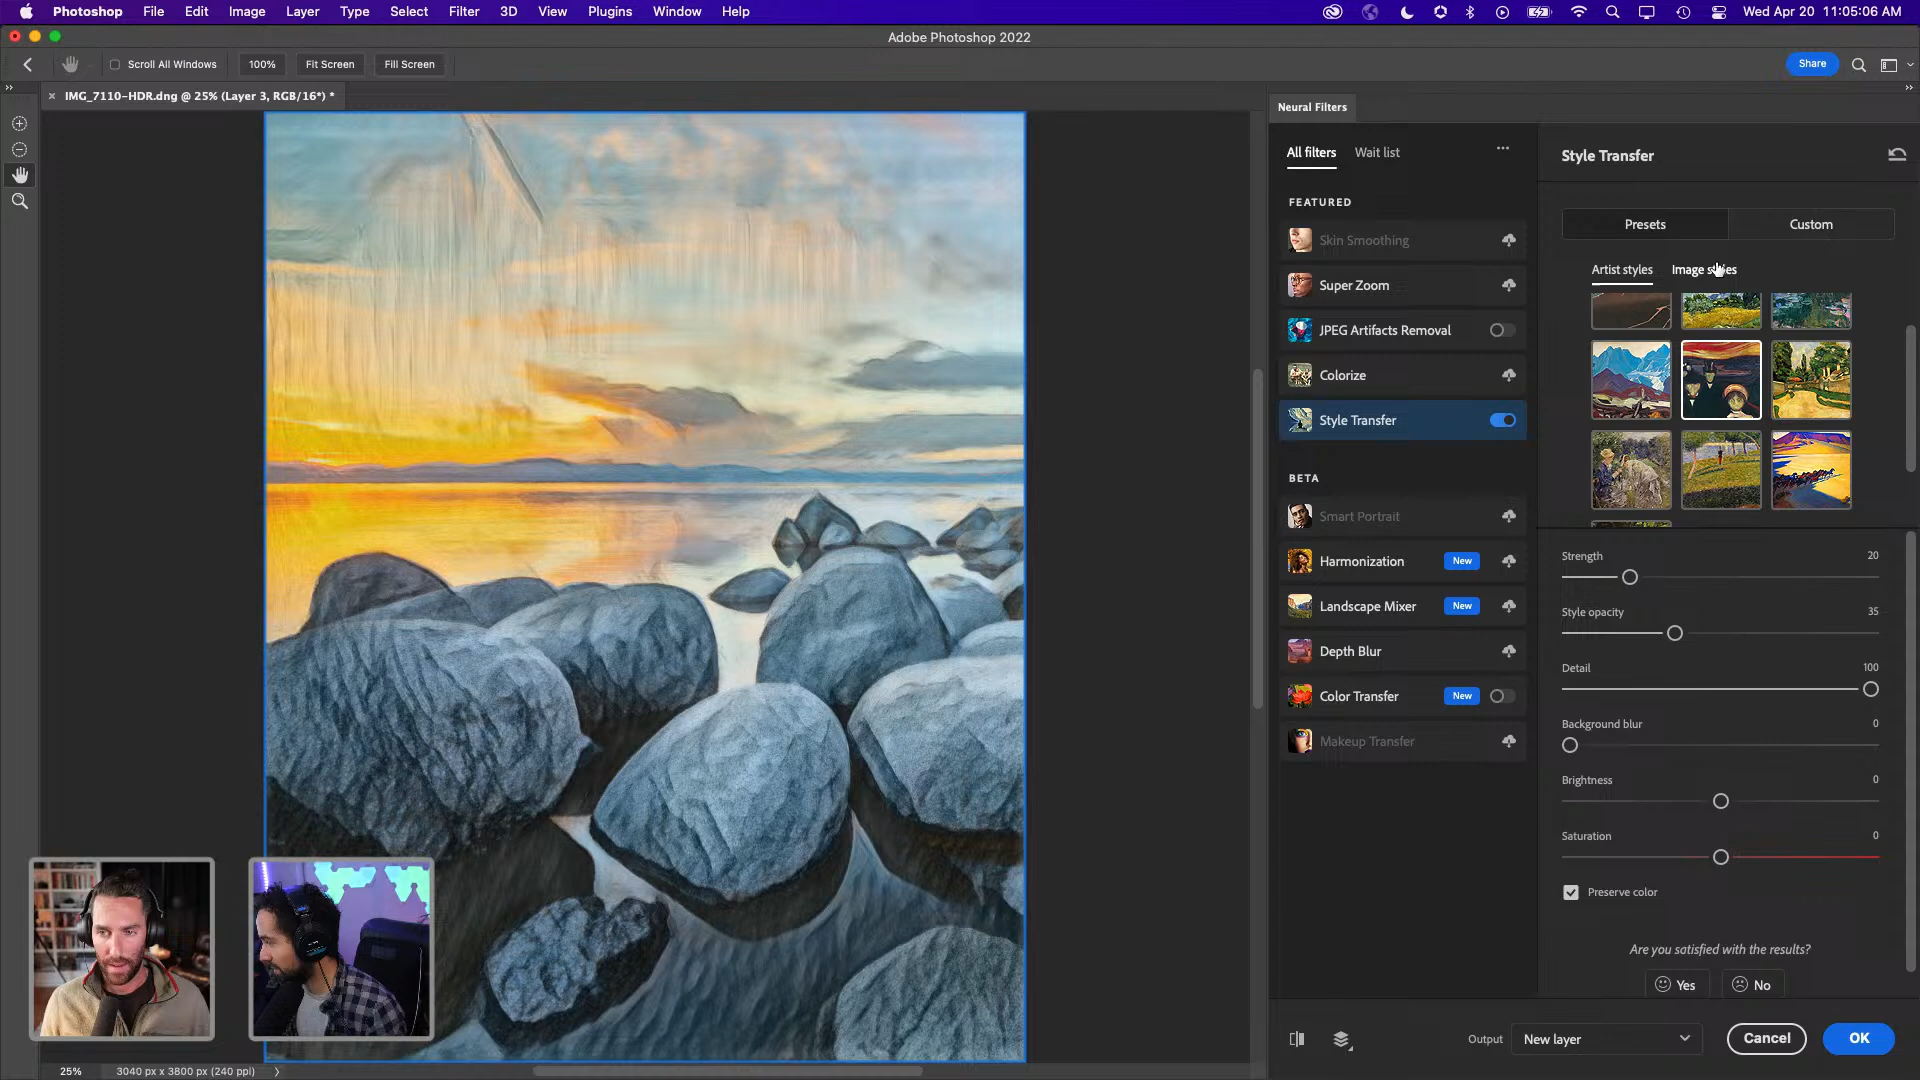 Photoshop File Edit Image Layer Type Select Filter 3D View Plugins Window Help Wed Apr 20 11:05:06 AM
Adobe Photoshop 2022
Scroll All Windows 100% Fit Screen Fill Screen Share
IMG_7110-HDR.dng @ 25% (Layer 3, RGB/16*) *
Neural Filters
All filters Wait list
FEATURED
Skin Smoothing
Super Zoom
JPEG Artifacts Removal
Colorize
Style Transfer
BETA
Smart Portrait
Harmonization New
Landscape Mixer New
Depth Blur
Color Transfer New
Makeup Transfer
Style Transfer
Presets Custom
Artist styles Image styles
Strength 20
Style opacity 35
Detail 100
Background blur 0
Brightness 0
Saturation 0
Preserve color
Are you satisfied with the results?
Yes No
Output New layer Cancel OK
25% 3040 px x 3800 px (240 ppi)